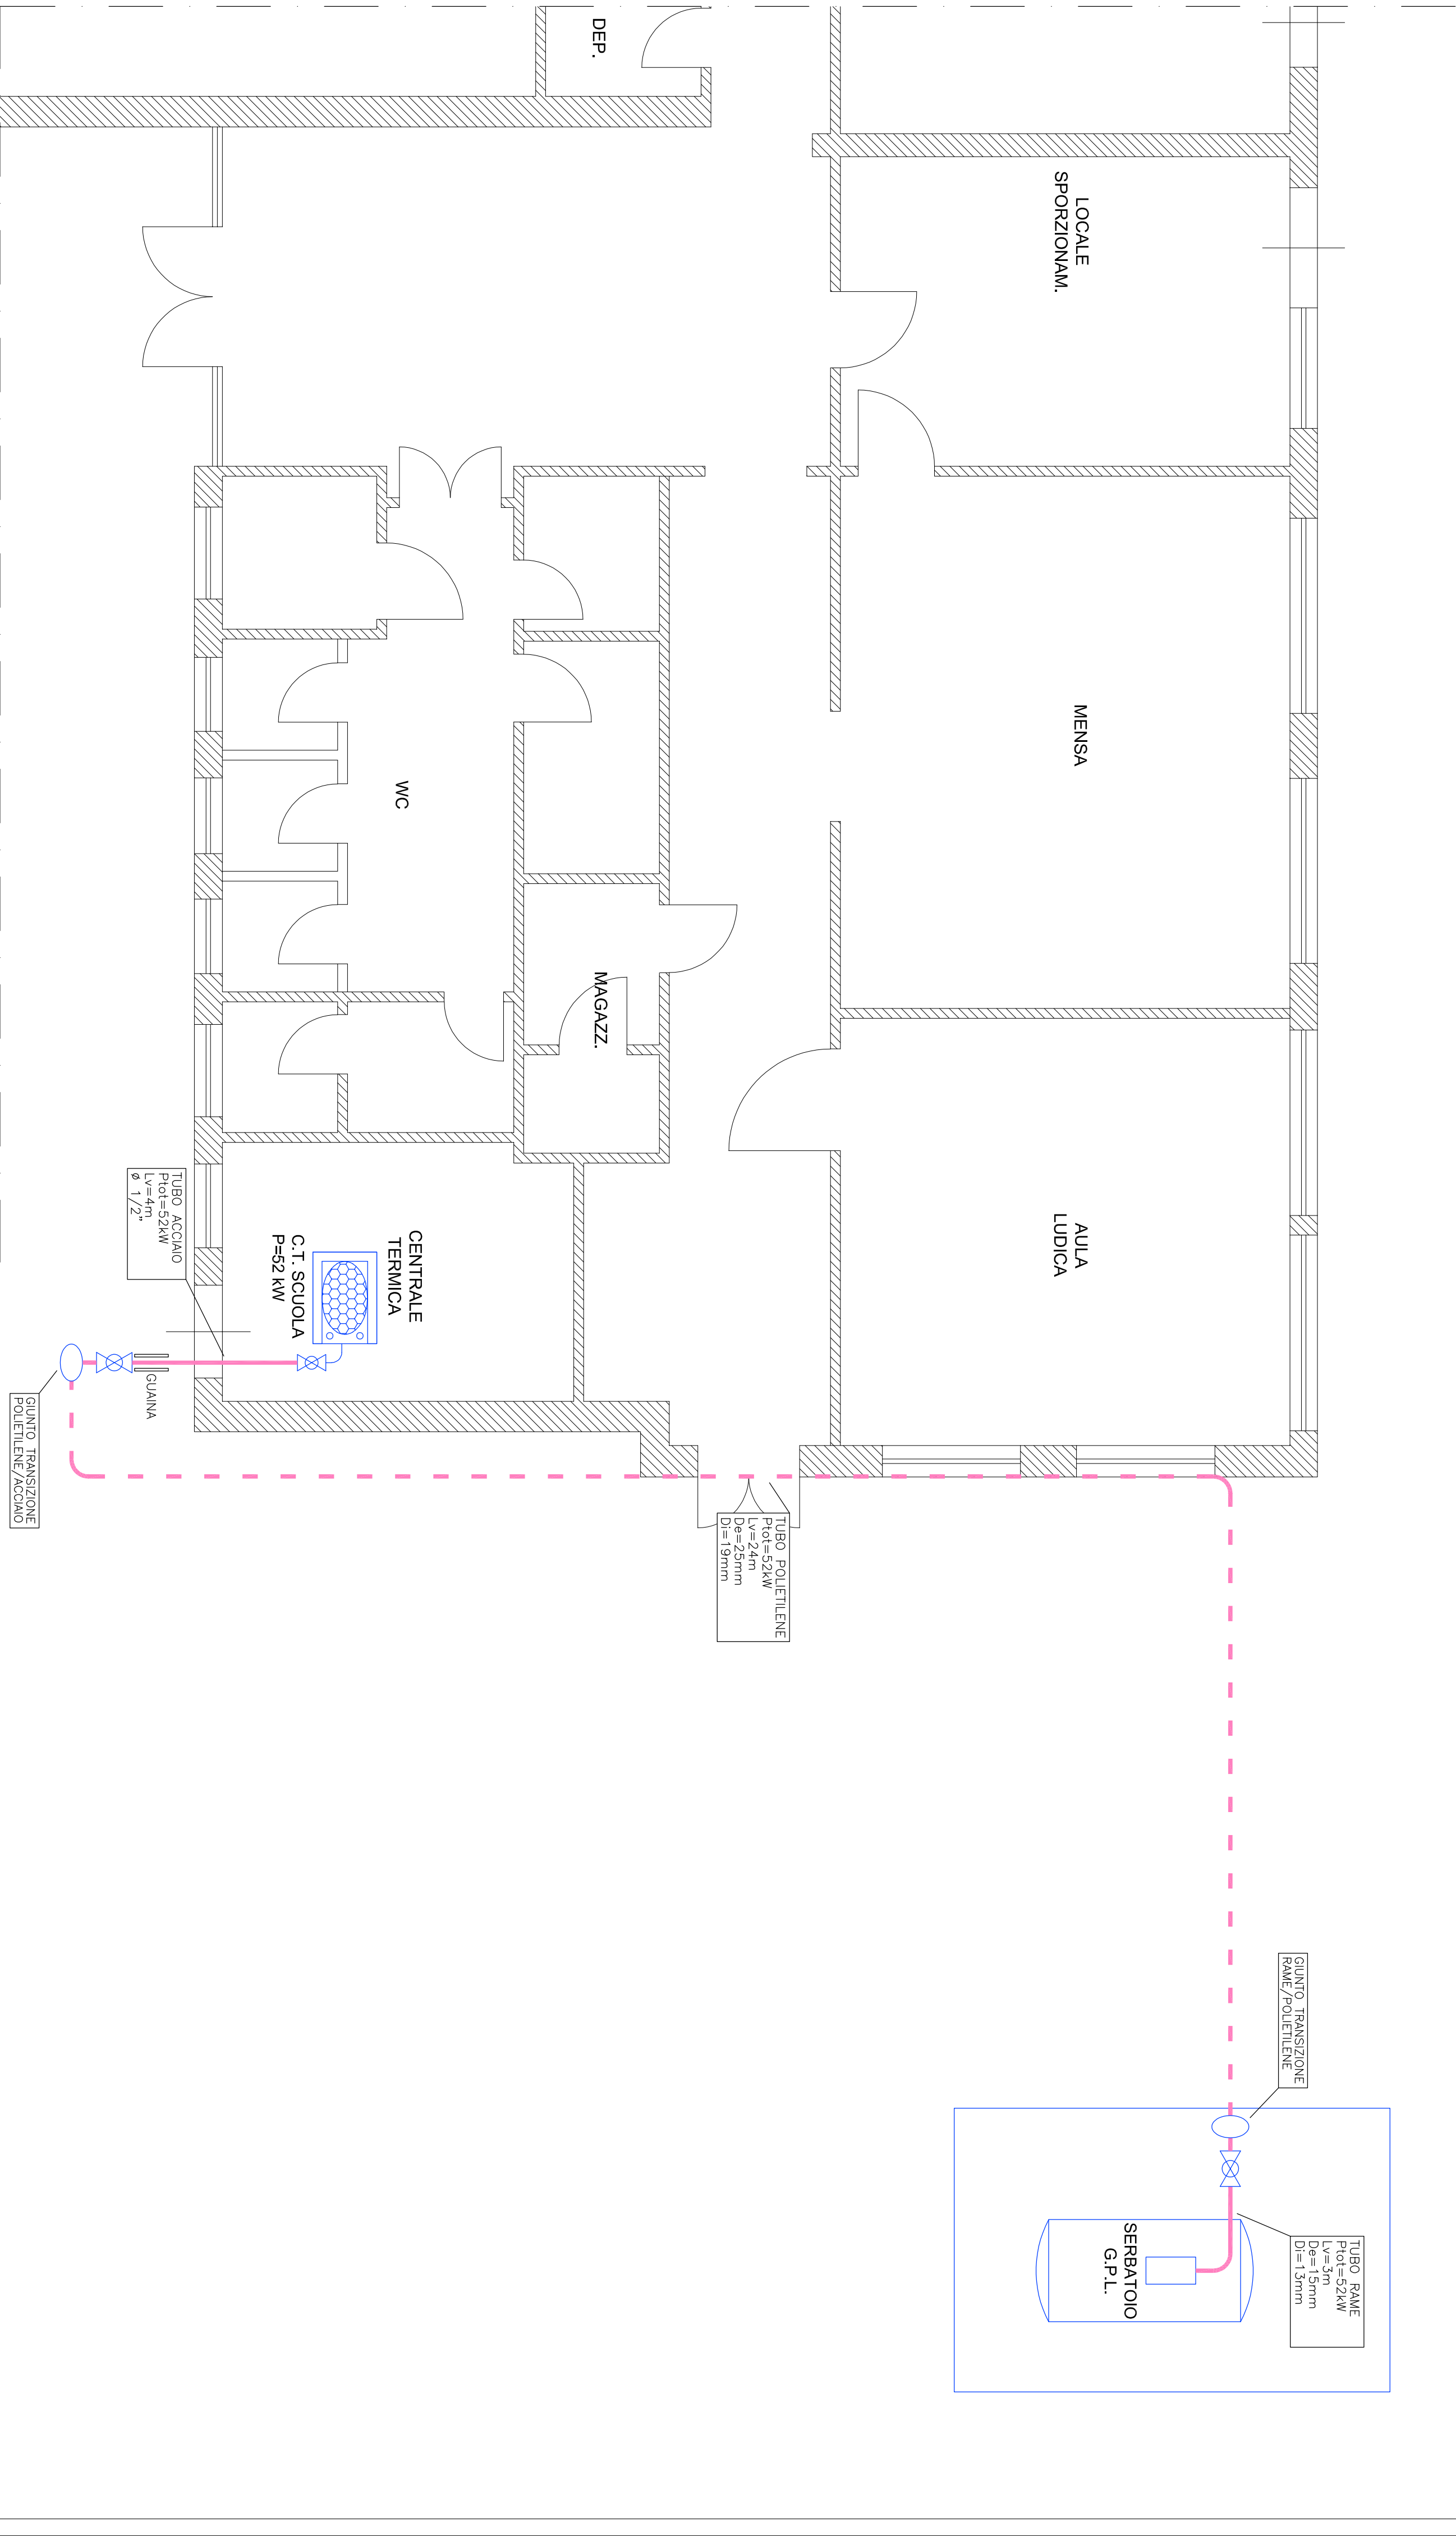 DEP.
LOCALE
SPORZIONAM.
MENSA
WC
MAGAZZ.
AULA
LUDICA
CENTRALE
TERMICA
C.T. SCUOLA
P=52 kW
TUBO ACCIAIO
Ptot=52kW
Lv=4m
ø 1/2"
GUAINA
GIUNTO TRANSIZIONE
POLIETILENE/ACCIAIO
TUBO POLIETILENE
Ptot=52kW
Lv=24m
De=25mm
Di=19mm
GIUNTO TRANSIZIONE
RAME/POLIETILENE
TUBO RAME
Ptot=52kW
Lv=3m
De=15mm
Di=13mm
SERBATOIO
G.P.L.